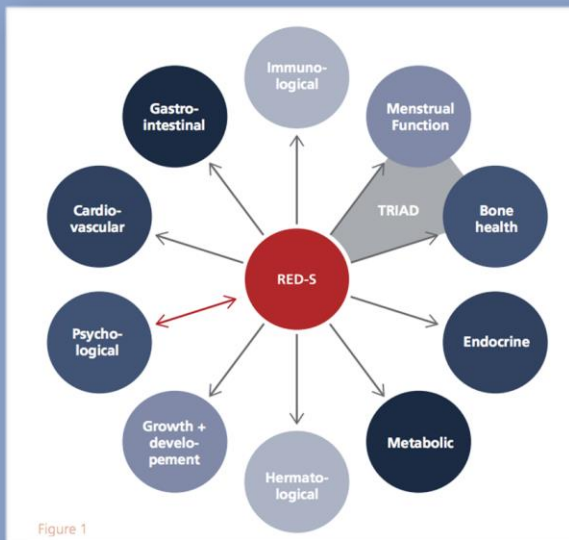 Immuno-
logical
Gastro-
intestinal
Menstrual
Function
Cardio-
vascular
TRIAD
Bone
health
RED-S
Psycho-
logical
Endocrine
Growth +
develo-
pement
Metabolic
Hermato-
logical
Figure 1